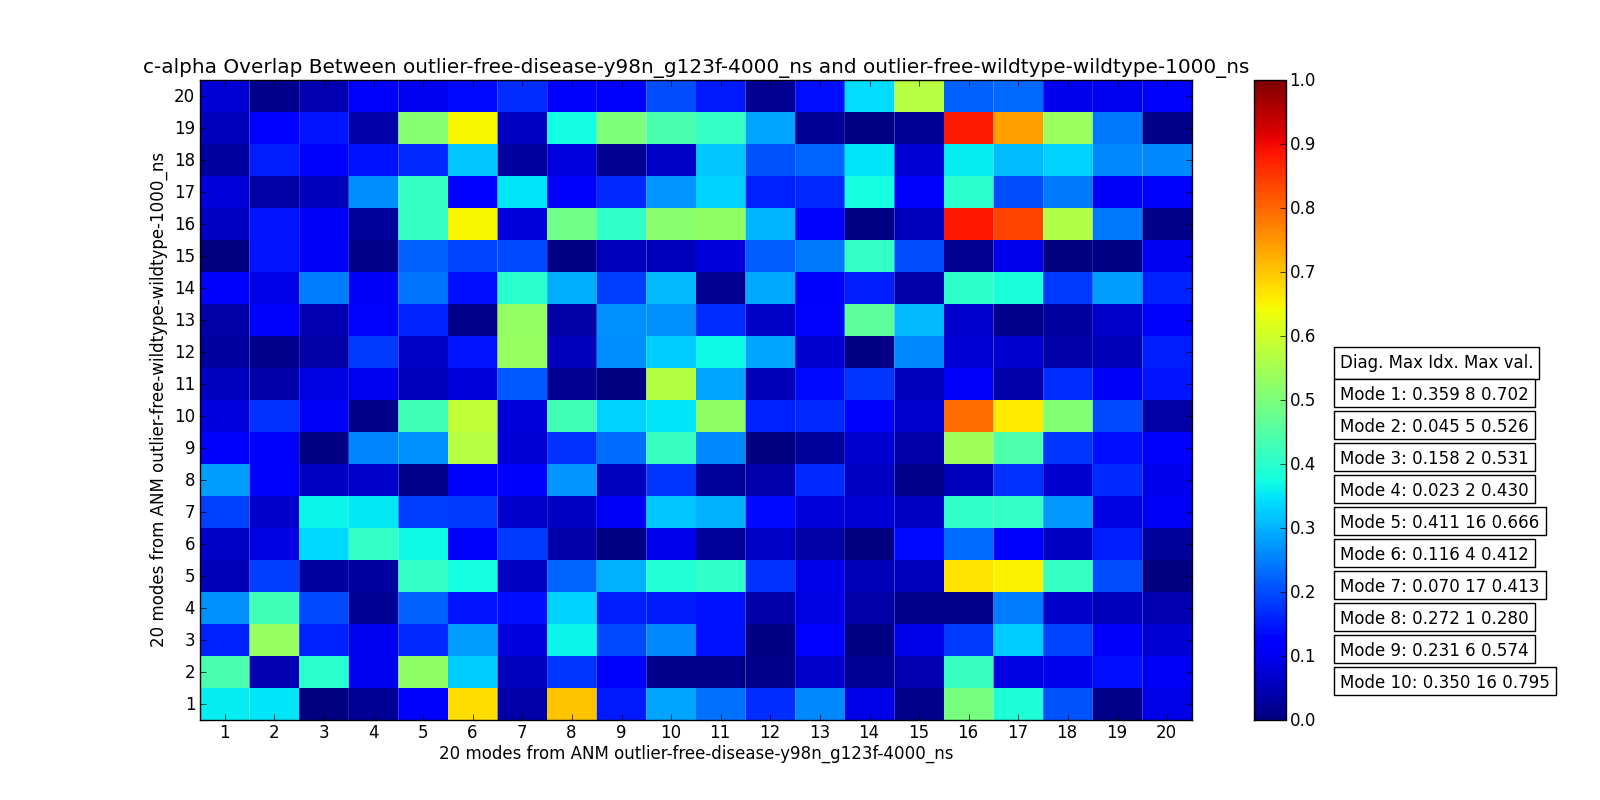 c-alpha Overlap Between outlier-free-disease-y98n_g123f-4000_ns and outlier-free-wildtype-wildtype-1000_ns
20 modes from ANM outlier-free-wildtype-wildtype-1000_ns
20
19
18
17
16
15
14
13
12
11
10
9
8
7
6
5
4
3
2
1
1 2 3 4 5 6 7 8 9 10 11 12 13 14 15 16 17 18 19 20
20 modes from ANM outlier-free-disease-y98n_g123f-4000_ns
1.0
0.9
0.8
0.7
0.6
0.5
0.4
0.3
0.2
0.1
0.0
Diag. Max Idx. Max val.
Mode 1: 0.359 8 0.702
Mode 2: 0.045 5 0.526
Mode 3: 0.158 2 0.531
Mode 4: 0.023 2 0.430
Mode 5: 0.411 16 0.666
Mode 6: 0.116 4 0.412
Mode 7: 0.070 17 0.413
Mode 8: 0.272 1 0.280
Mode 9: 0.231 6 0.574
Mode 10: 0.350 16 0.795